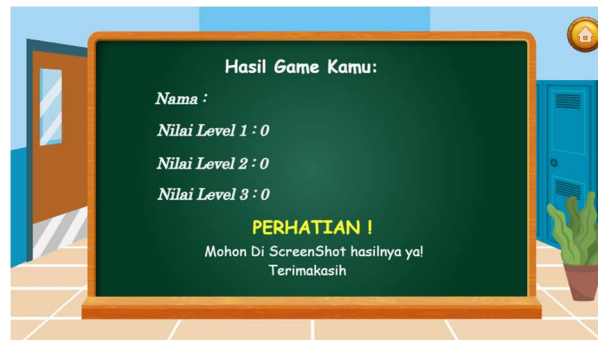 Hasil Game Kamu:
Nama :
Nilai Level 1 : 0
Nilai Level 2 : 0
Nilai Level 3 : 0
PERHATIAN !
Mohon Di ScreenShot hasilnya ya!
Terimakasih